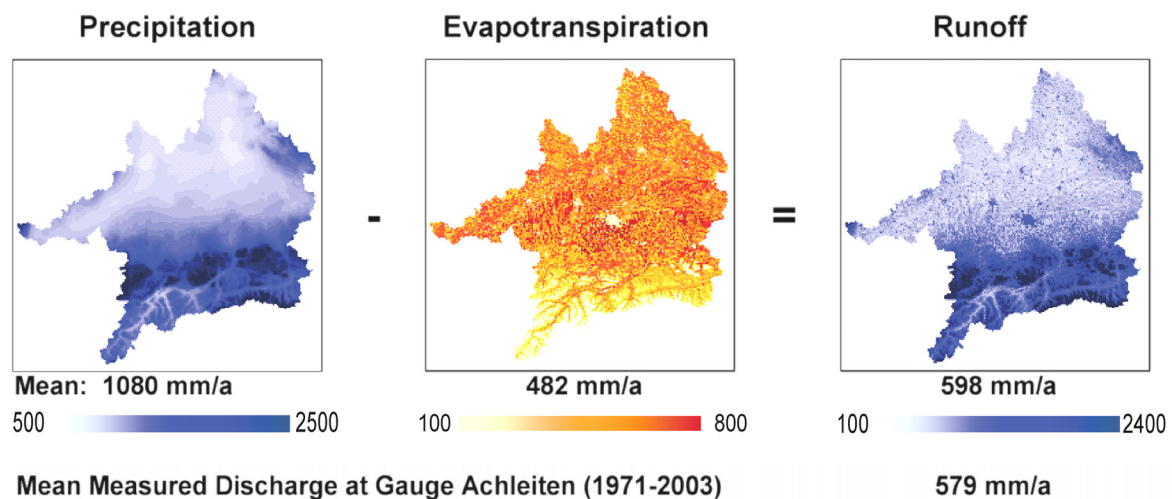 Precipitation Evapotranspiration Runoff
- =
Mean: 1080 mm/a 482 mm/a 598 mm/a
500 2500 100 800 100 2400
Mean Measured Discharge at Gauge Achleiten (1971-2003) 579 mm/a